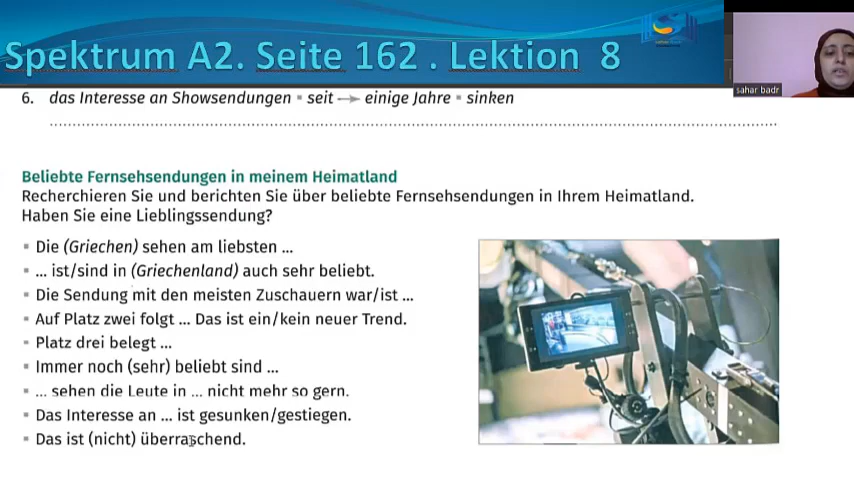 Spektrum A2. Seite 162 . Lektion 8
sahar badr
6. das Interesse an Showsendungen ▪ seit → einige Jahre ▪ sinken
Beliebte Fernsehsendungen in meinem Heimatland
Recherchieren Sie und berichten Sie über beliebte Fernsehsendungen in Ihrem Heimatland.
Haben Sie eine Lieblingssendung?
▪ Die (Griechen) sehen am liebsten ...
▪ ... ist/sind in (Griechenland) auch sehr beliebt.
▪ Die Sendung mit den meisten Zuschauern war/ist ...
▪ Auf Platz zwei folgt ... Das ist ein/kein neuer Trend.
▪ Platz drei belegt ...
▪ Immer noch (sehr) beliebt sind ...
▪ ... sehen die Leute in ... nicht mehr so gern.
▪ Das Interesse an ... ist gesunken/gestiegen.
▪ Das ist (nicht) überraschend.